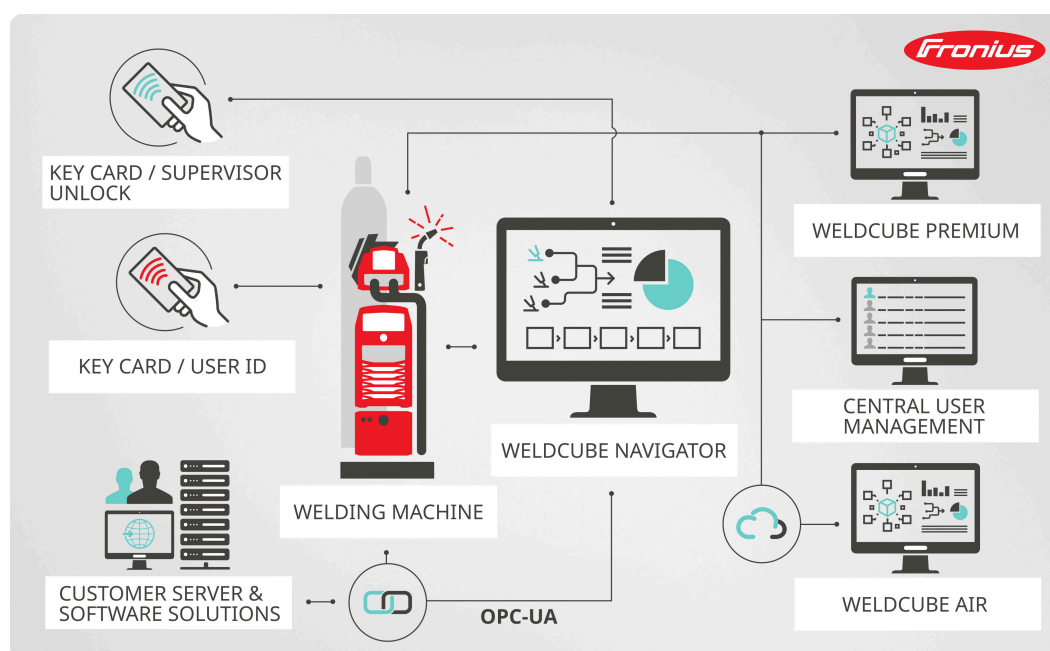 Fronius
KEY CARD / SUPERVISOR
UNLOCK
WELDCUBE PREMIUM
KEY CARD / USER ID
CENTRAL USER
MANAGEMENT
WELDCUBE NAVIGATOR
WELDING MACHINE
CUSTOMER SERVER &
SOFTWARE SOLUTIONS
OPC-UA
WELDCUBE AIR